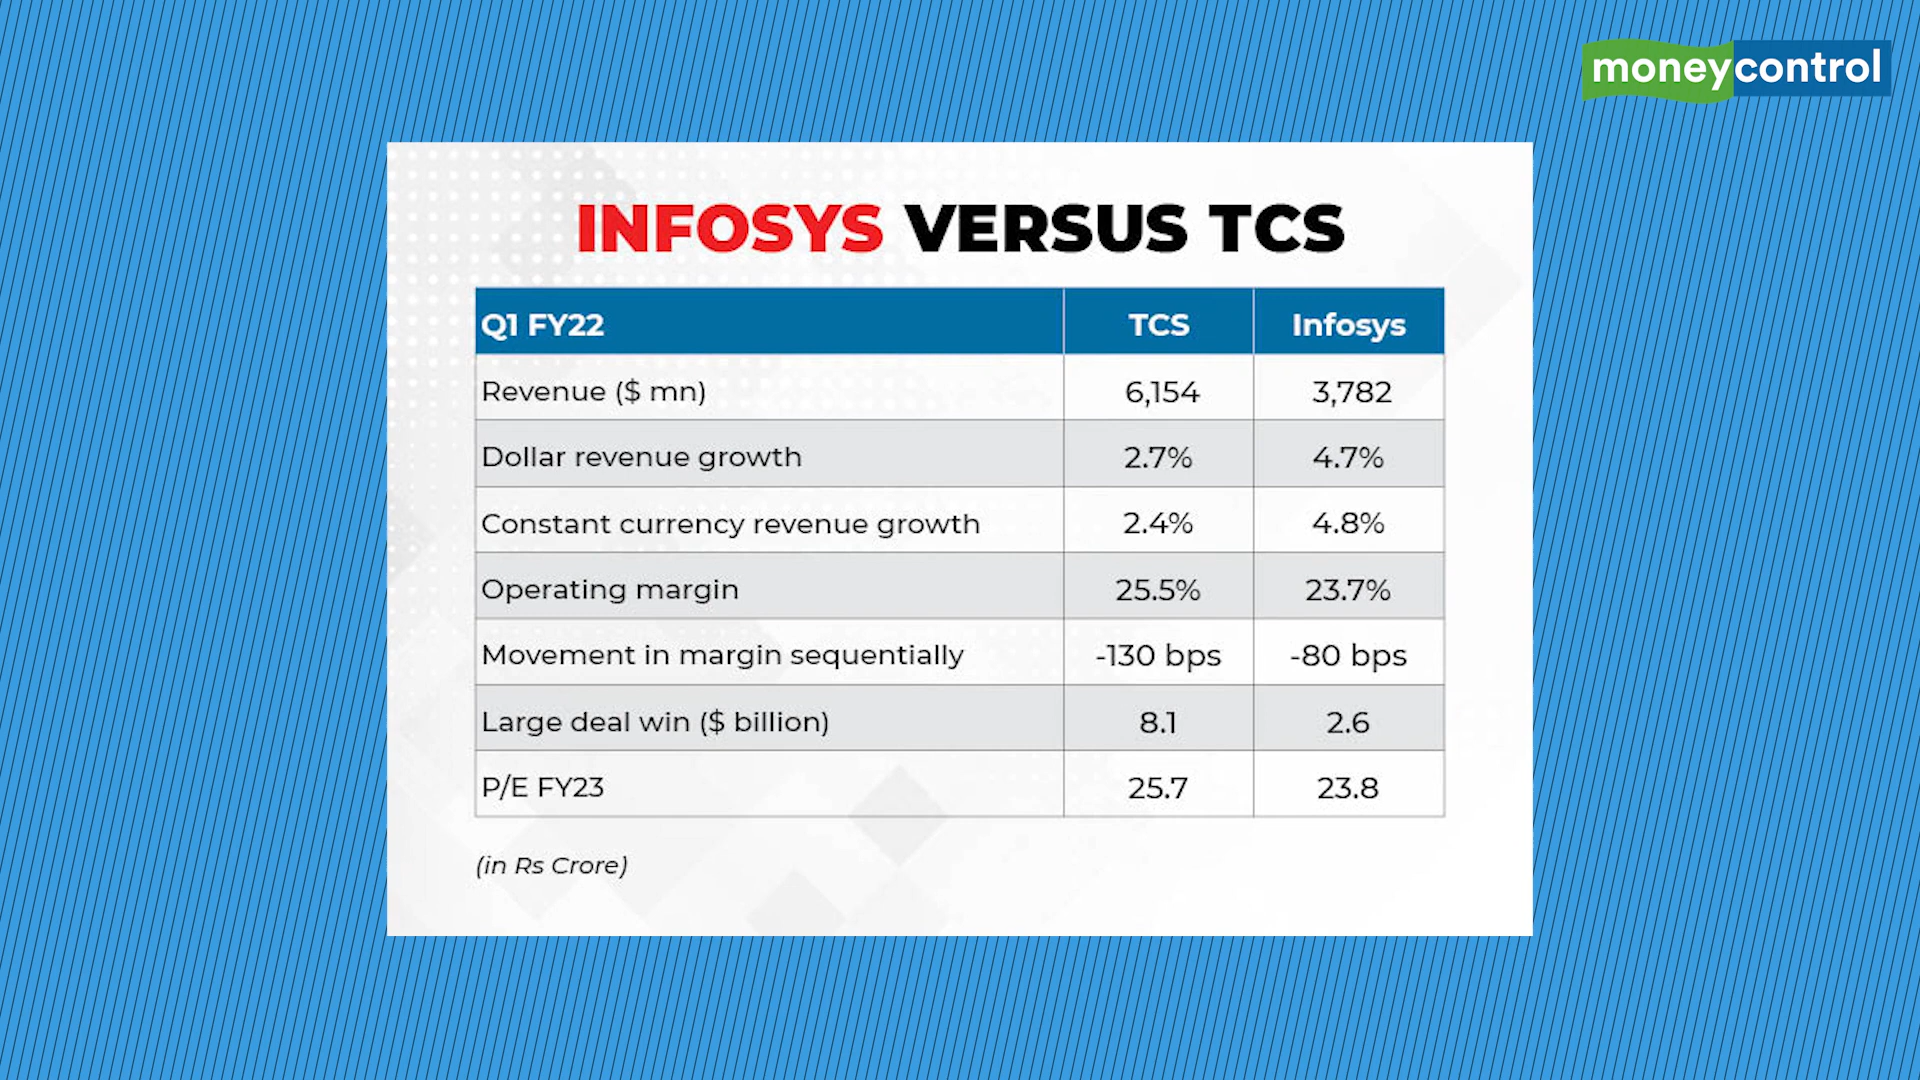 moneycontrol
INFOSYS VERSUS TCS
Q1 FY22 TCS Infosys
Revenue ($ mn) 6,154 3,782
Dollar revenue growth 2.7% 4.7%
Constant currency revenue growth 2.4% 4.8%
Operating margin 25.5% 23.7%
Movement in margin sequentially -130 bps -80 bps
Large deal win ($ billion) 8.1 2.6
P/E FY23 25.7 23.8
(in Rs Crore)